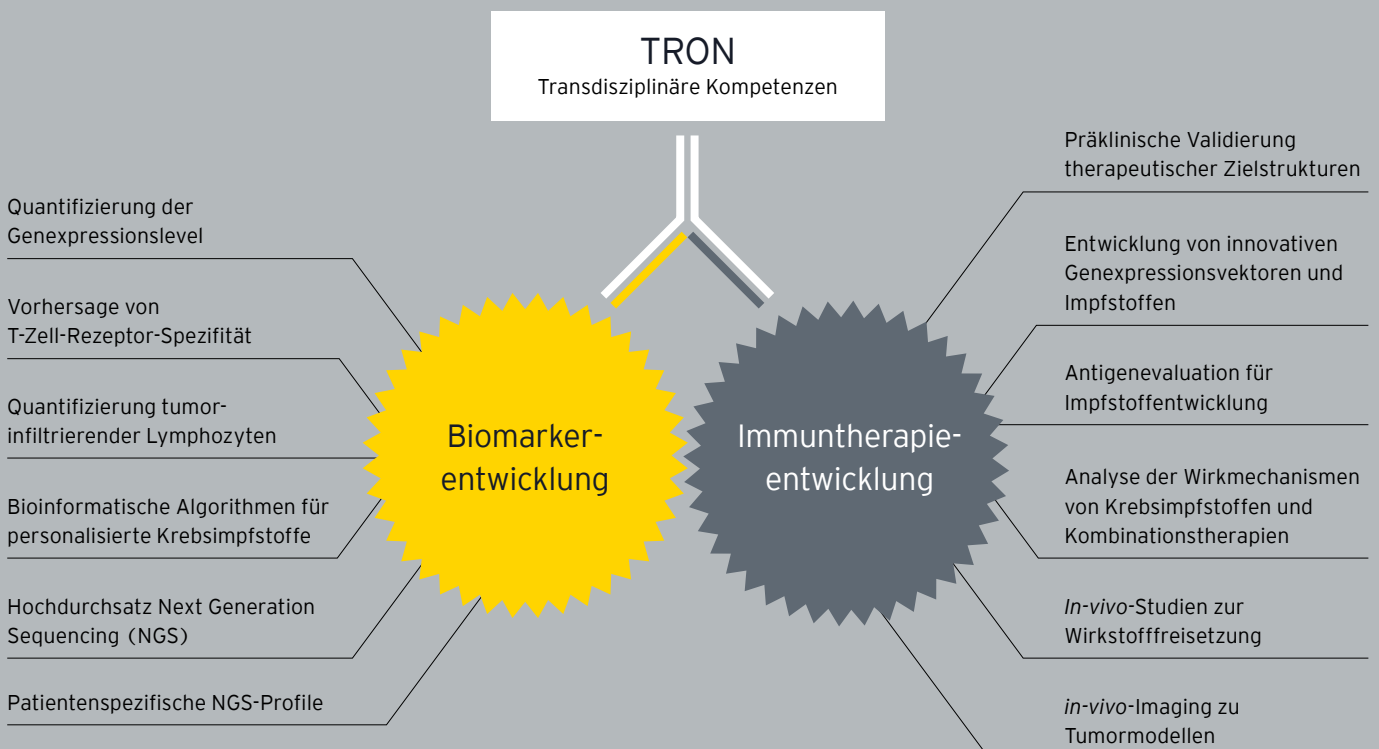 TRON
Transdisziplinäre Kompetenzen
Quantifizierung der
Genexpressionslevel
Vorhersage von
T-Zell-Rezeptor-Spezifität
Quantifizierung tumor-
infiltrierender Lymphozyten
Bioinformatische Algorithmen für
personalisierte Krebsimpfstoffe
Hochdurchsatz Next Generation
Sequencing (NGS)
Patientenspezifische NGS-Profile
Biomarker-
entwicklung
Immuntherapie-
entwicklung
Präklinische Validierung
therapeutischer Zielstrukturen
Entwicklung von innovativen
Genexpressionsvektoren und
Impfstoffen
Antigenevaluation für
Impfstoffentwicklung
Analyse der Wirkmechanismen
von Krebsimpfstoffen und
Kombinationstherapien
In-vivo-Studien zur
Wirkstofffreisetzung
in-vivo-Imaging zu
Tumormodellen